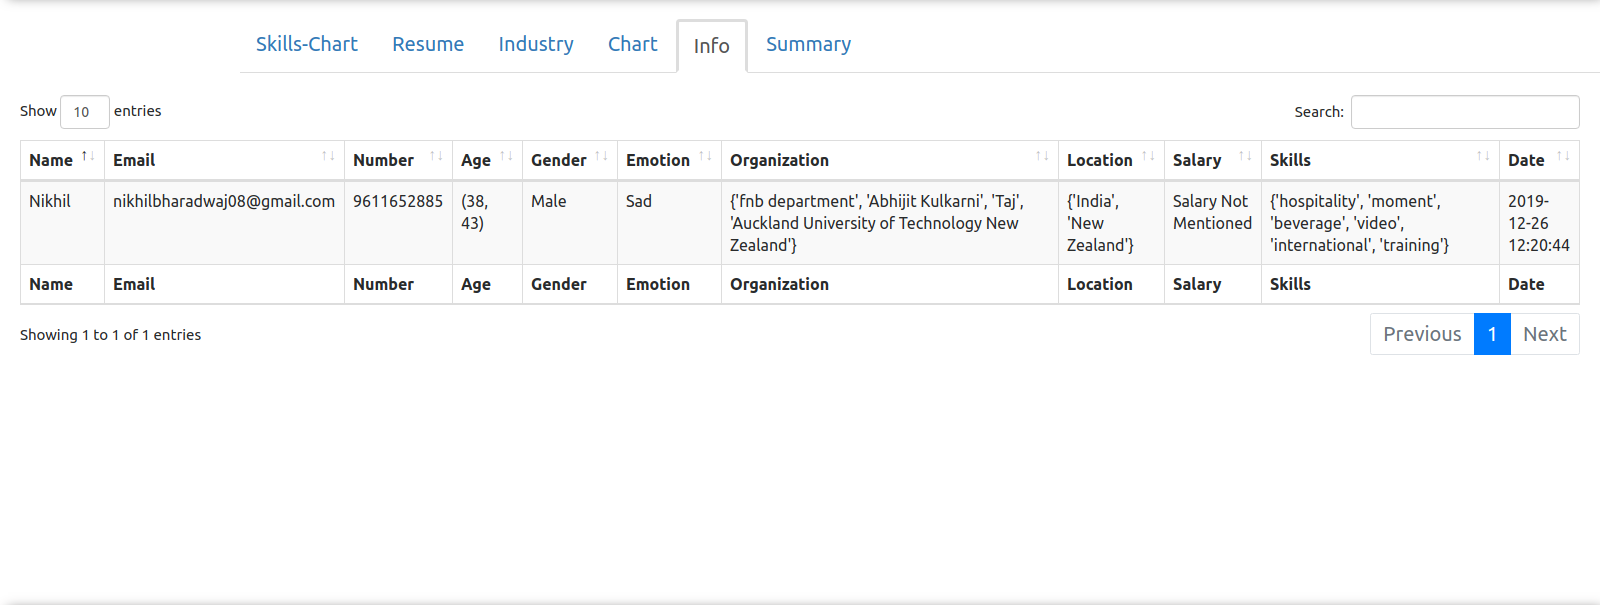 Skills-Chart Resume Industry Chart Info Summary
Show 10 entries Search:
Name ↑↓ Email ↑↓ Number ↑↓ Age ↑↓ Gender ↑↓ Emotion ↑↓ Organization ↑↓ Location ↑↓ Salary ↑↓ Skills ↑↓ Date ↑↓
Nikhil nikhilbharadwaj08@gmail.com 9611652885 (38, Male Sad {'fnb department', 'Abhijit Kulkarni', 'Taj', {'India', Salary Not {'hospitality', 'moment', 2019-
43) 'Auckland University of Technology New 'New Mentioned 'beverage', 'video', 12-26
Zealand'} Zealand'} 'international', 'training'} 12:20:44
Name Email Number Age Gender Emotion Organization Location Salary Skills Date
Showing 1 to 1 of 1 entries Previous 1 Next